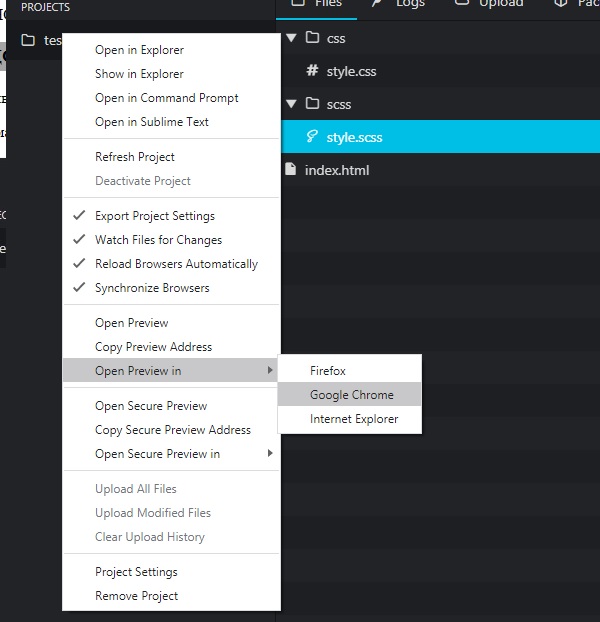 PROJECTS
Files
Logs
Upload
css
style.css
scss
style.scss
index.html
Open in Explorer
Show in Explorer
Open in Command Prompt
Open in Sublime Text
Refresh Project
Deactivate Project
Export Project Settings
Watch Files for Changes
Reload Browsers Automatically
Synchronize Browsers
Open Preview
Copy Preview Address
Open Preview in
Firefox
Google Chrome
Internet Explorer
Open Secure Preview
Copy Secure Preview Address
Open Secure Preview in
Upload All Files
Upload Modified Files
Clear Upload History
Project Settings
Remove Project